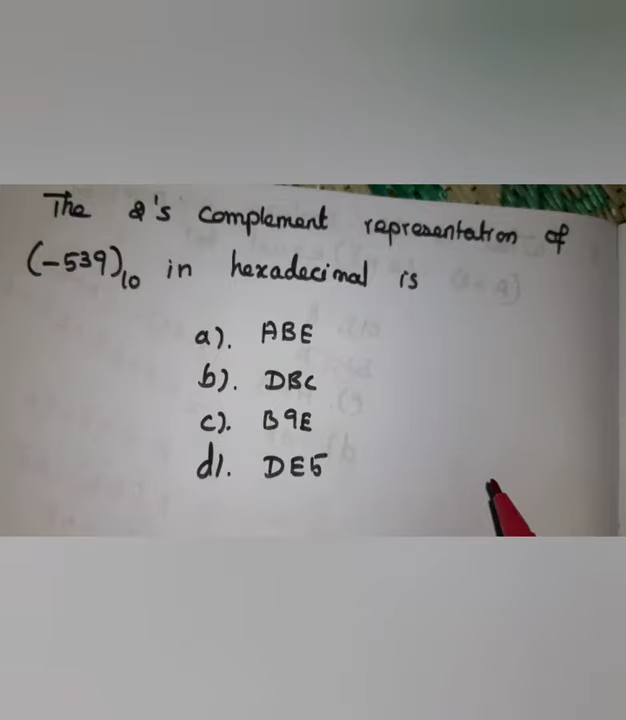 The 2's complement representation of
(-539)10 in hexadecimal is
a). ABE
b). DBC
c). B9E
d). DE5